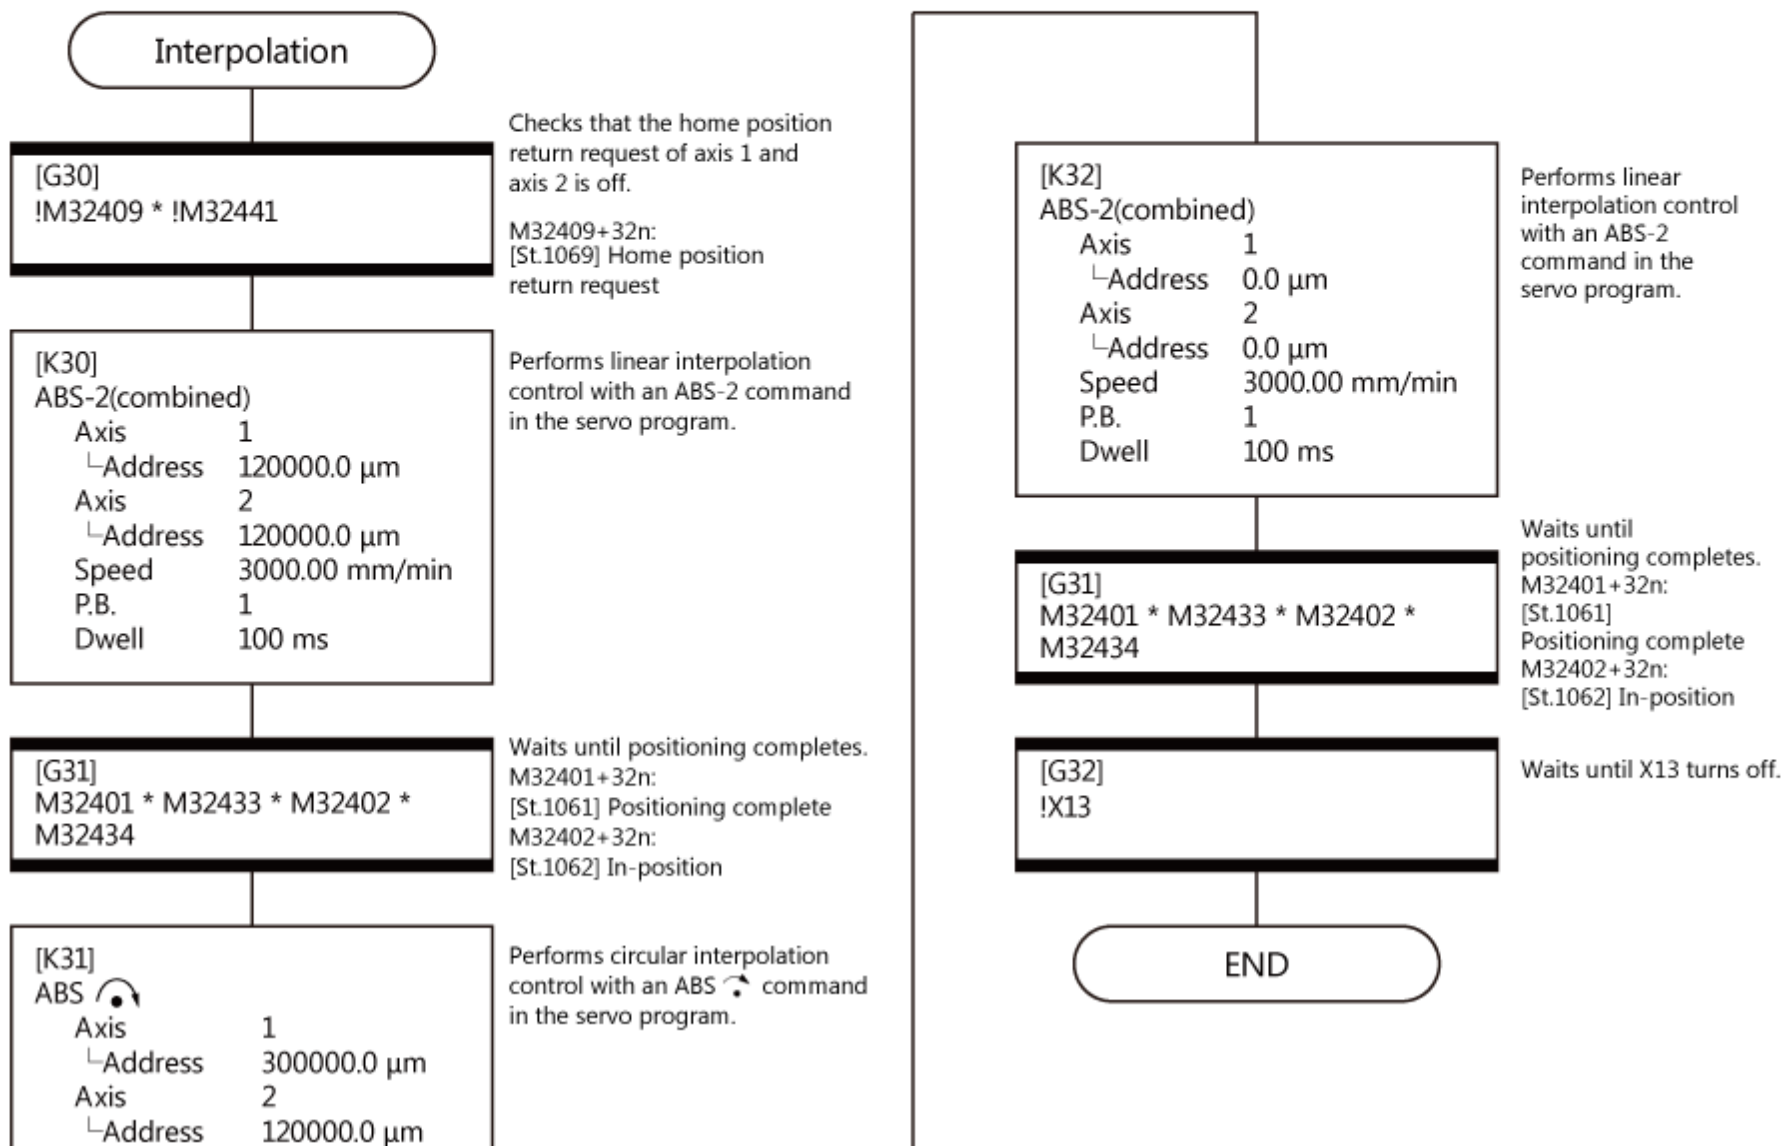 Interpolation
[G30]
!M32409 * !M32441
Checks that the home position
return request of axis 1 and
axis 2 is off.
M32409+32n:
[St.1069] Home position
return request
[K30]
ABS-2(combined)
Axis 1
└Address 120000.0 µm
Axis 2
└Address 120000.0 µm
Speed 3000.00 mm/min
P.B. 1
Dwell 100 ms
Performs linear interpolation
control with an ABS-2 command
in the servo program.
[G31]
M32401 * M32433 * M32402 *
M32434
Waits until positioning completes.
M32401+32n:
[St.1061] Positioning complete
M32402+32n:
[St.1062] In-position
[K31]
ABS
Axis 1
└Address 300000.0 µm
Axis 2
└Address 120000.0 µm
Performs circular interpolation
control with an ABS command
in the servo program.
[K32]
ABS-2(combined)
Axis 1
└Address 0.0 µm
Axis 2
└Address 0.0 µm
Speed 3000.00 mm/min
P.B. 1
Dwell 100 ms
Performs linear
interpolation control
with an ABS-2
command in the
servo program.
[G31]
M32401 * M32433 * M32402 *
M32434
Waits until
positioning completes.
M32401+32n:
[St.1061]
Positioning complete
M32402+32n:
[St.1062] In-position
[G32]
!X13
Waits until X13 turns off.
END